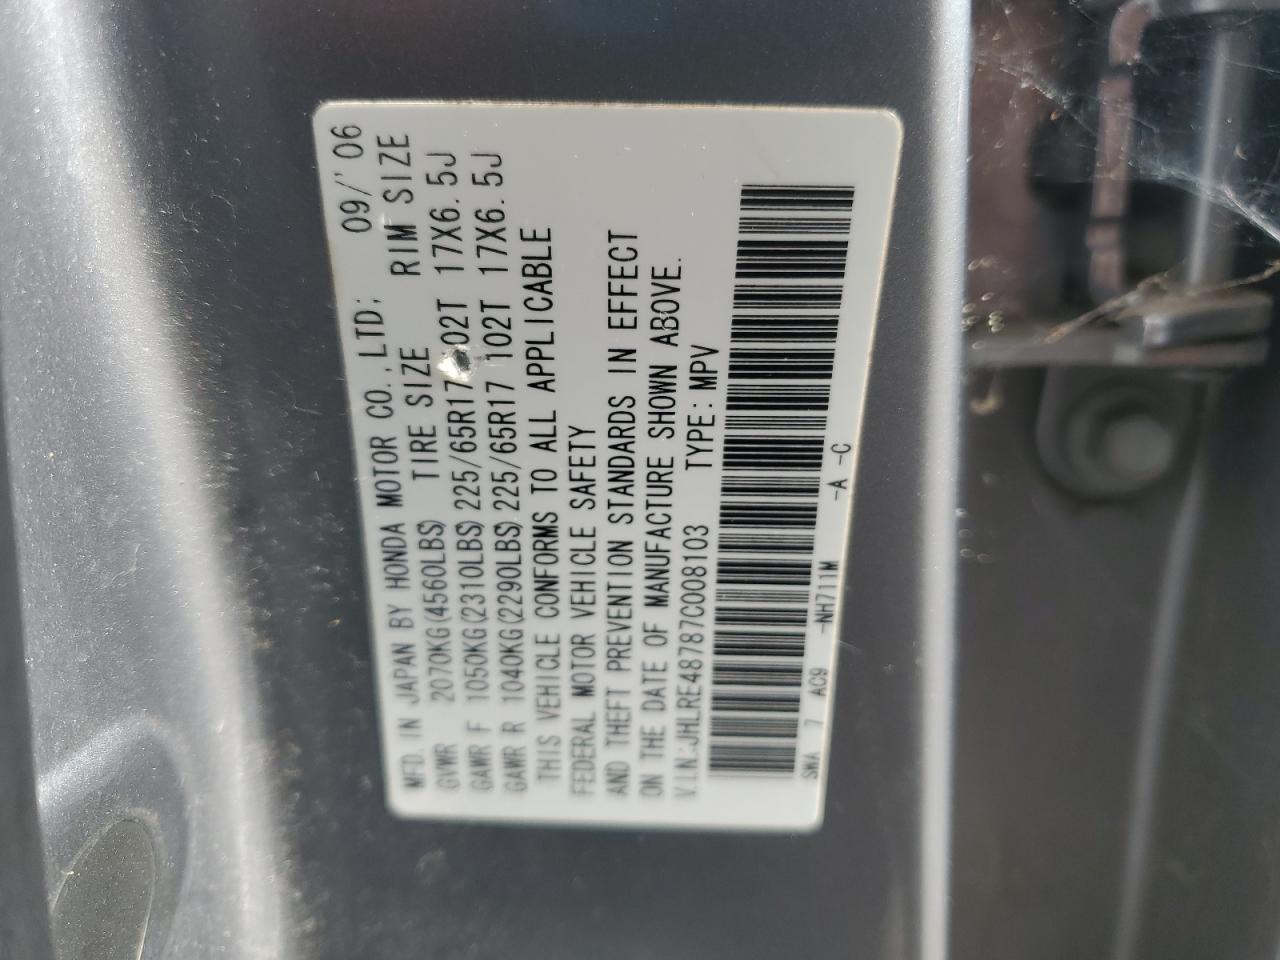 MFD. IN JAPAN BY HONDA MOTOR CO.,LTD; 09/'06
GVWR 2070KG(4560LBS) TIRE SIZE RIM SIZE
GAWR F 1050KG(2310LBS) 225/65R17 102T 17X6.5J
GAWR R 1040KG(2290LBS) 225/65R17 102T 17X6.5J
THIS VEHICLE CONFORMS TO ALL APPLICABLE
FEDERAL MOTOR VEHICLE SAFETY
AND THEFT PREVENTION STANDARDS IN EFFECT
ON THE DATE OF MANUFACTURE SHOWN ABOVE.
V.I.N.:JHLRE48787C008103 TYPE:MPV
SWA 7 AC9 -NH711M -A -C